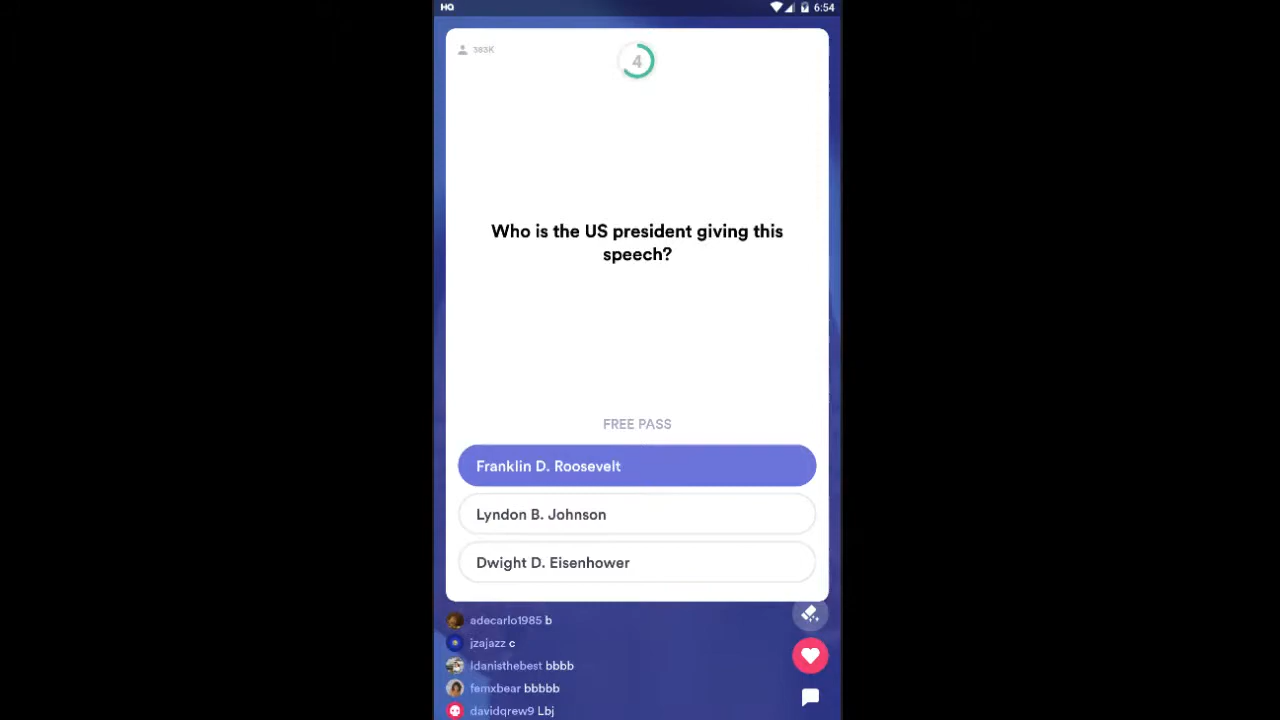 HQ
6:54
383K
4
Who is the US president giving this
speech?
FREE PASS
Franklin D. Roosevelt
Lyndon B. Johnson
Dwight D. Eisenhower
adecarlo1985 b
jzajazz c
ldanisthebest bbbb
femxbear bbbbb
davidqrew9 Lbj